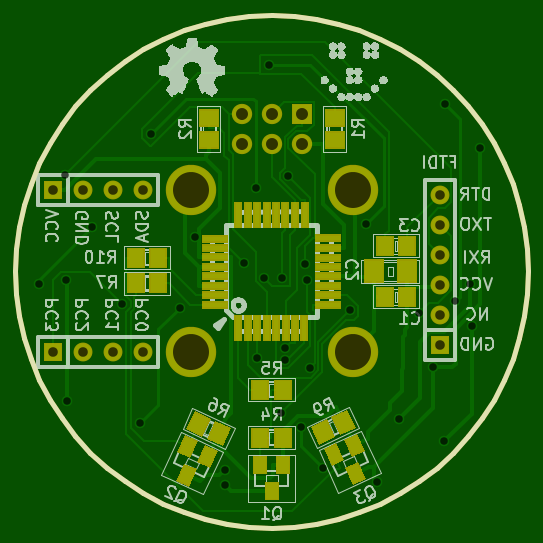 R2
R1
FTDI
DTR
TXD
RXI
VCC
NC
GND
VCC
GND
SCL
SDA
R10
R7
PC3
PC2
PC1
PC0
C3
C2
C1
R5
R4
R6
R9
Q2
Q1
Q3